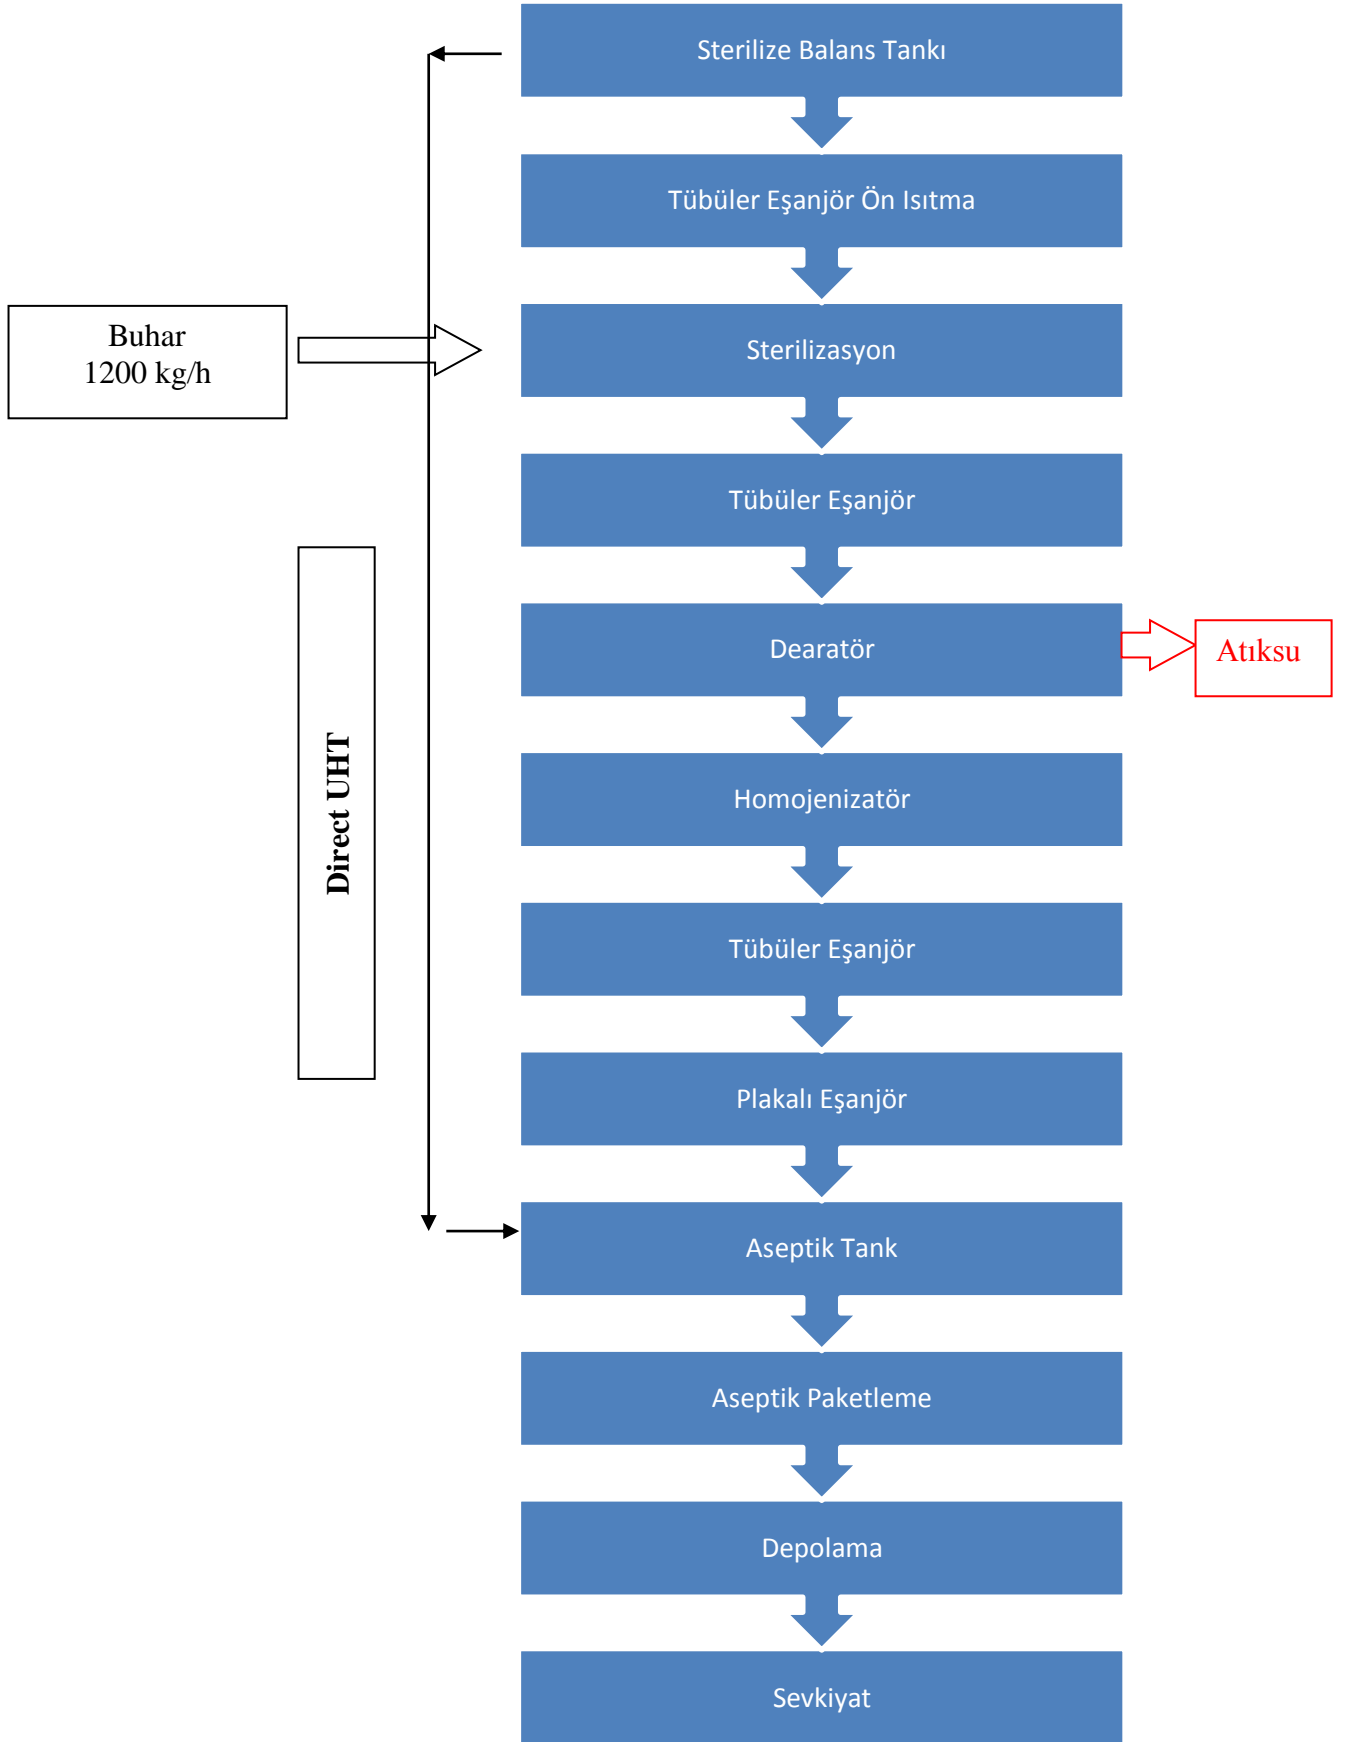 Sterilize Balans Tankı
Tübüler Eşanjör Ön Isıtma
Buhar
1200 kg/h
Sterilizasyon
Tübüler Eşanjör
Dearatör
Atıksu
Direct UHT
Homojenizatör
Tübüler Eşanjör
Plakalı Eşanjör
Aseptik Tank
Aseptik Paketleme
Depolama
Sevkiyat